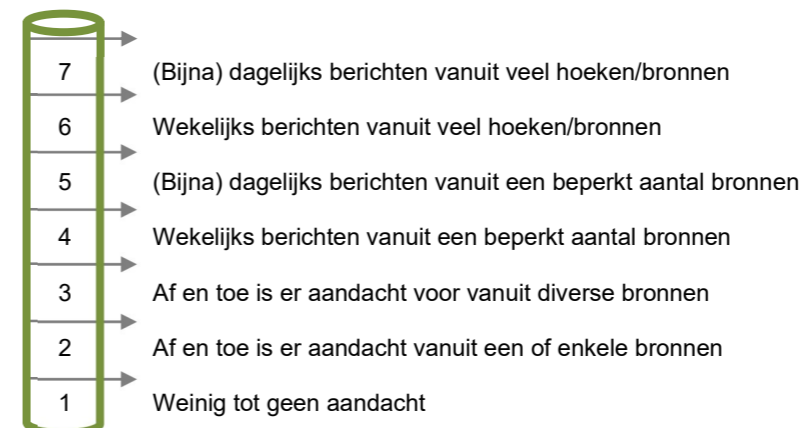 7 (Bijna) dagelijks berichten vanuit veel hoeken/bronnen
6 Wekelijks berichten vanuit veel hoeken/bronnen
5 (Bijna) dagelijks berichten vanuit een beperkt aantal bronnen
4 Wekelijks berichten vanuit een beperkt aantal bronnen
3 Af en toe is er aandacht voor vanuit diverse bronnen
2 Af en toe is er aandacht vanuit een of enkele bronnen
1 Weinig tot geen aandacht